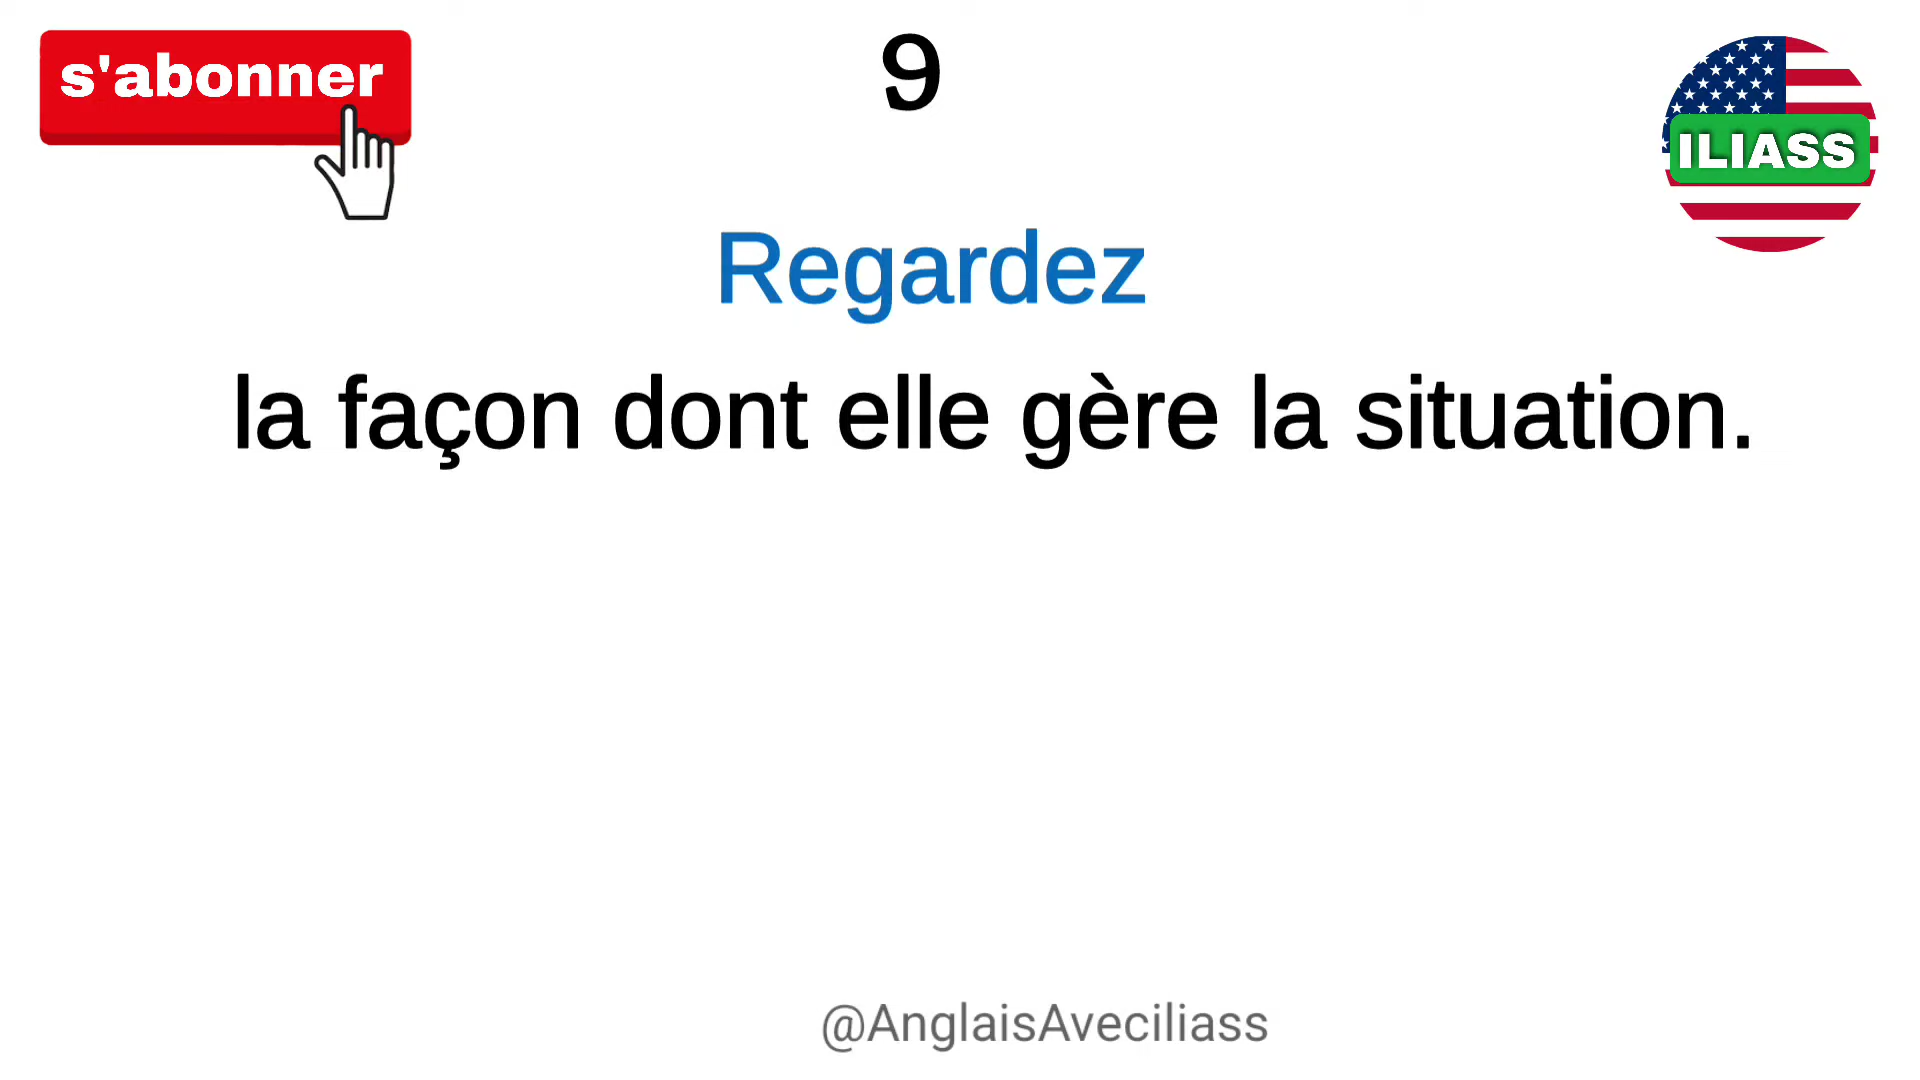 s'abonner
9
ILIASS
Regardez
la façon dont elle gère la situation.
@AnglaisAveciliass